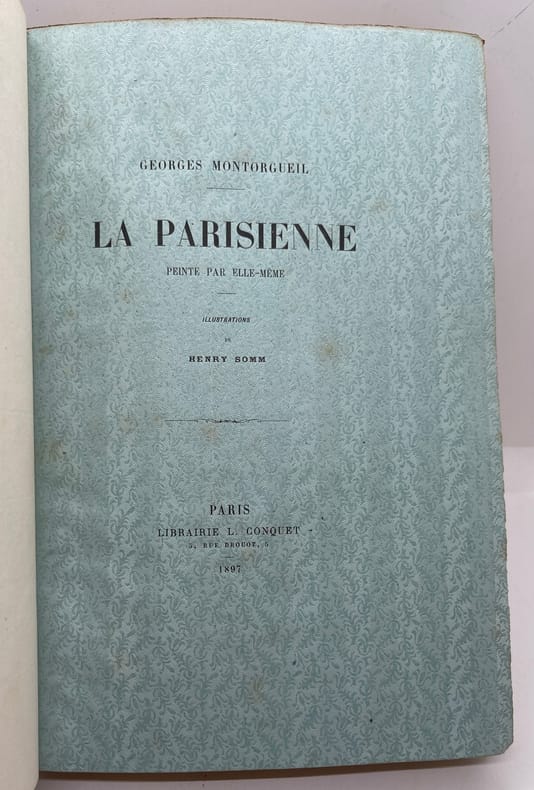 GEORGES MONTORGUEIL
LA PARISIENNE
PEINTE PAR ELLE-MÊME
ILLUSTRATIONS
DE
HENRY SOMM
PARIS
LIBRAIRIE L. CONQUET
5, RUE DROUOT, 5
1897